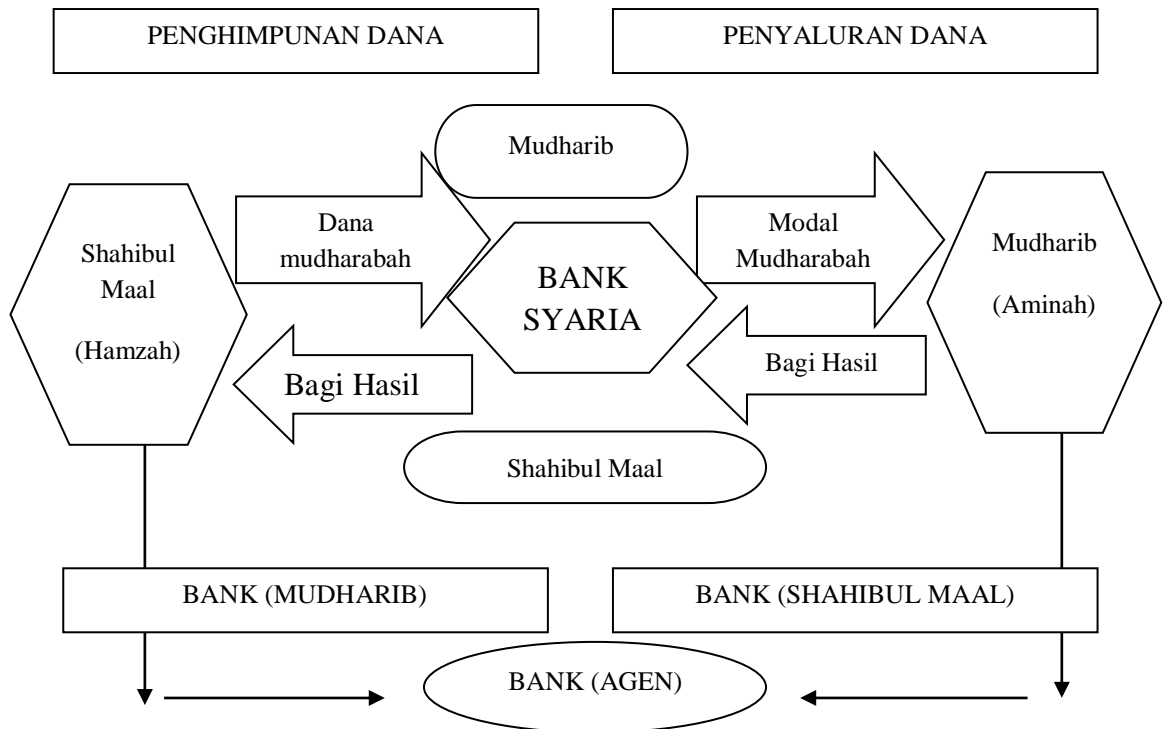 PENGHIMPUNAN DANA
PENYALURAN DANA
Mudharib
Shahibul
Maal
(Hamzah)
Dana
mudharabah
BANK
SYARIA
Modal
Mudharabah
Mudharib
(Aminah)
Bagi Hasil
Bagi Hasil
Shahibul Maal
BANK (MUDHARIB)
BANK (SHAHIBUL MAAL)
BANK (AGEN)